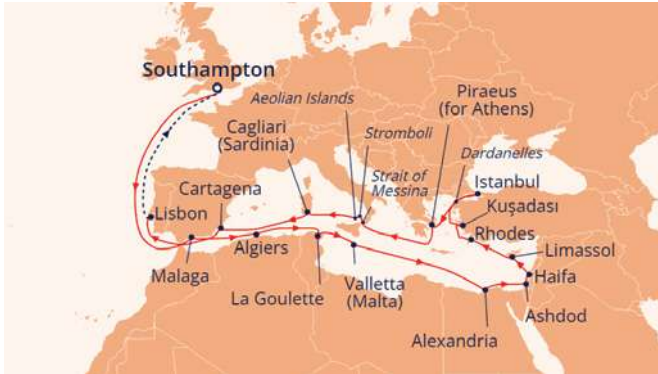 Southampton
Aeolian Islands
Piraeus
(for Athens)
Cagliari
(Sardinia)
Stromboli
Dardanelles
Strait of
Messina
Istanbul
Cartagena
Kuşadası
Lisbon
Rhodes
Limassol
Malaga
Algiers
Haifa
La Goulette
Valletta
(Malta)
Ashdod
Alexandria